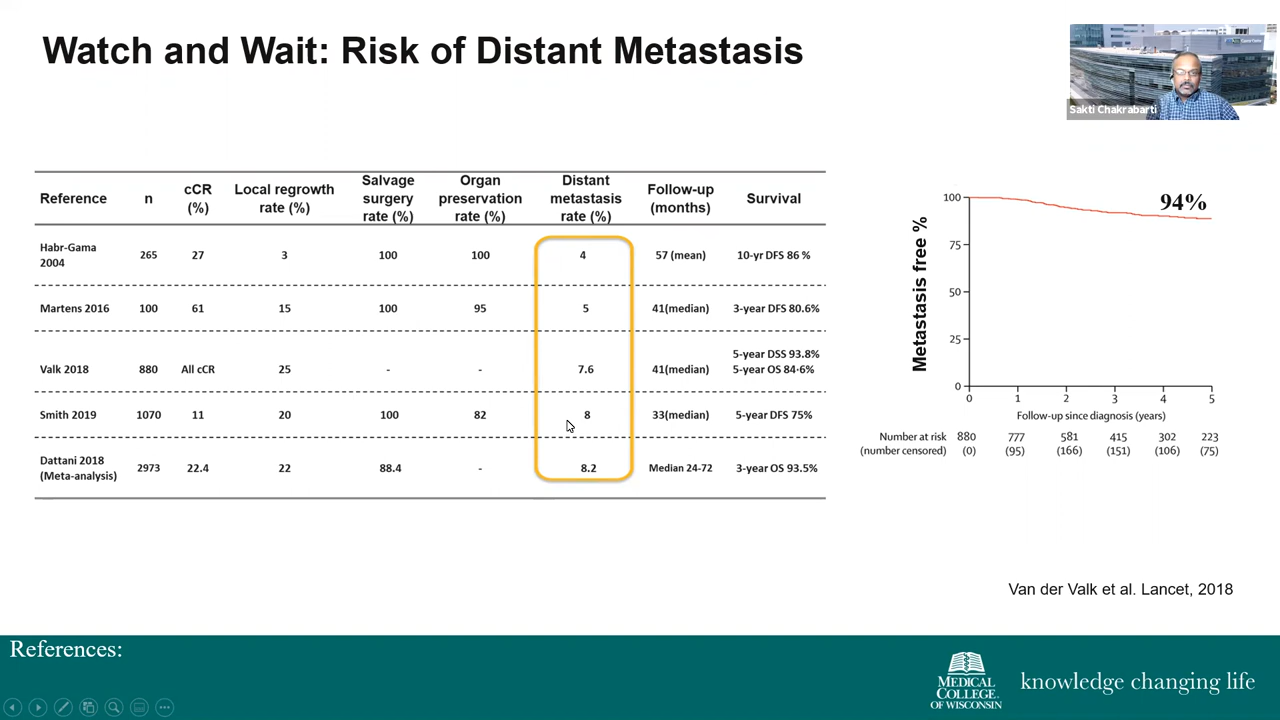 Watch and Wait: Risk of Distant Metastasis
Sakti Chakrabarti
Reference n cCR (%) Local regrowth rate (%) Salvage surgery rate (%) Organ preservation rate (%) Distant metastasis rate (%) Follow-up (months) Survival
Habr-Gama 2004 265 27 3 100 100 4 57 (mean) 10-yr DFS 86 %
Martens 2016 100 61 15 100 95 5 41(median) 3-year DFS 80.6%
Valk 2018 880 All cCR 25 - - 7.6 41(median) 5-year DSS 93.8% 5-year OS 84·6%
Smith 2019 1070 11 20 100 82 8 33(median) 5-year DFS 75%
Dattani 2018 (Meta-analysis) 2973 22.4 22 88.4 - 8.2 Median 24-72 3-year OS 93.5%
94%
Metastasis free %
100
75
50
25
0
0 1 2 3 4 5
Follow-up since diagnosis (years)
Number at risk 880 777 581 415 302 223
(number censored) (0) (95) (166) (151) (106) (75)
Van der Valk et al. Lancet, 2018
References:
MEDICAL
COLLEGE
OF WISCONSIN
knowledge changing life